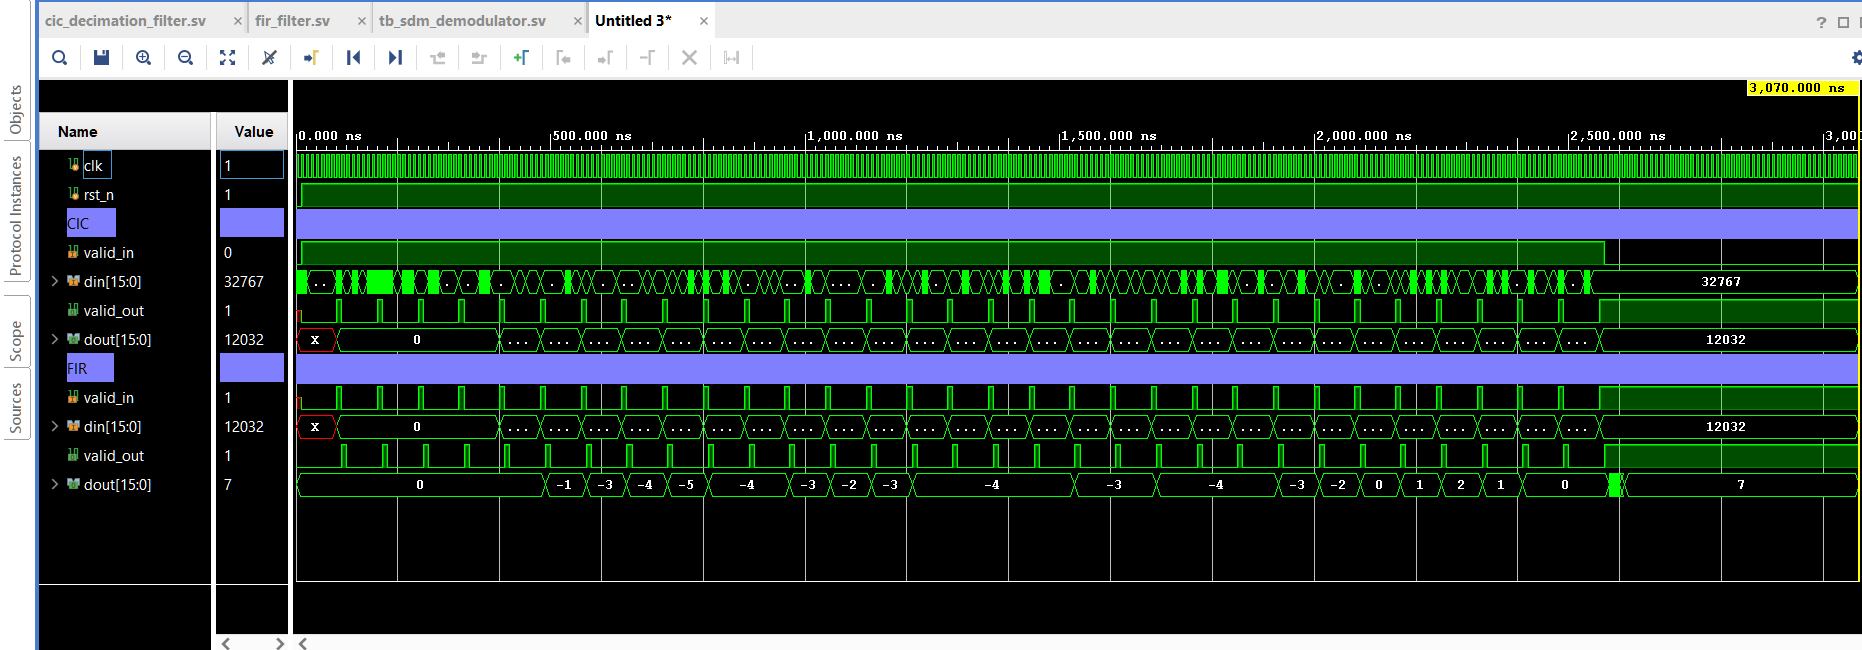 cic_decimation_filter.sv × fir_filter.sv × tb_sdm_demodulator.sv × Untitled 3* ×
?
Objects
Protocol Instances
Scope
Sources
3,070.000 ns
Name Value
0.000 ns 500.000 ns 1,000.000 ns 1,500.000 ns 2,000.000 ns 2,500.000 ns 3,00
clk 1
rst_n 1
CIC
valid_in 0
din[15:0] 32767 32767
valid_out 1
dout[15:0] 12032 X 0 ... ... ... ... ... ... ... ... ... ... ... ... ... ... ... ... ... ... ... ... ... ... ... ... ... ... ... 12032
FIR
valid_in 1
din[15:0] 12032 X 0 ... ... ... ... ... ... ... ... ... ... ... ... ... ... ... ... ... ... ... ... ... ... ... ... ... ... ... 12032
valid_out 1
dout[15:0] 7 0 -1 -3 -4 -5 -4 -3 -2 -3 -4 -3 -4 -3 -2 0 1 2 1 0 7